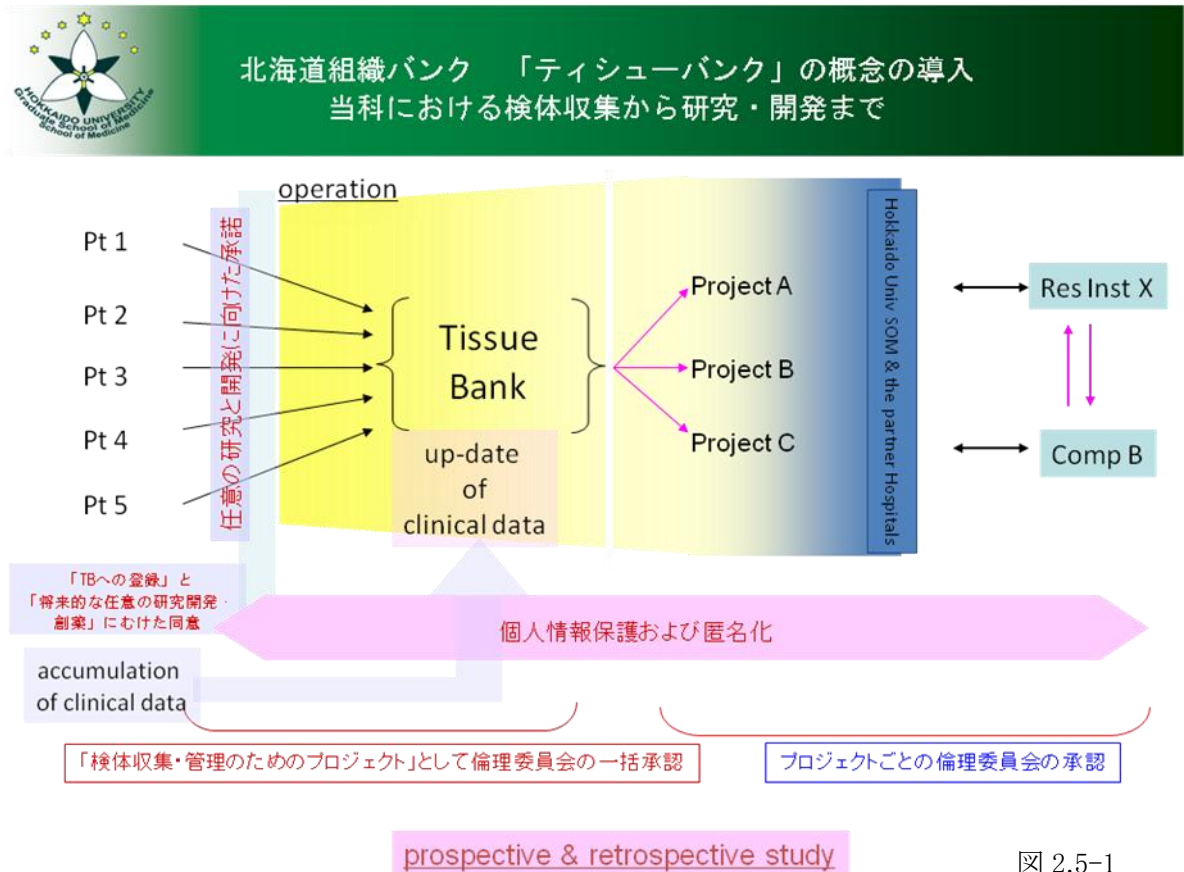 HOKKAIDO UNIVERSITY
Graduate School of Medicine
School of Medicine
北海道組織バンク 「ティシューバンク」の概念の導入
当科における検体収集から研究・開発まで
operation
Pt 1
Pt 2
Pt 3
Pt 4
Pt 5
任意の研究と開発に向けた承諾
Tissue
Bank
up-date
of
clinical data
Project A
Project B
Project C
Hokkaido Univ SOM & the partner Hospitals
Res Inst X
Comp B
「TBへの登録」と
「将来的な任意の研究開発・
創薬」にむけた同意
個人情報保護および匿名化
accumulation
of clinical data
「検体収集・管理のためのプロジェクト」として倫理委員会の一括承認
プロジェクトごとの倫理委員会の承認
prospective & retrospective study
図 2.5-1